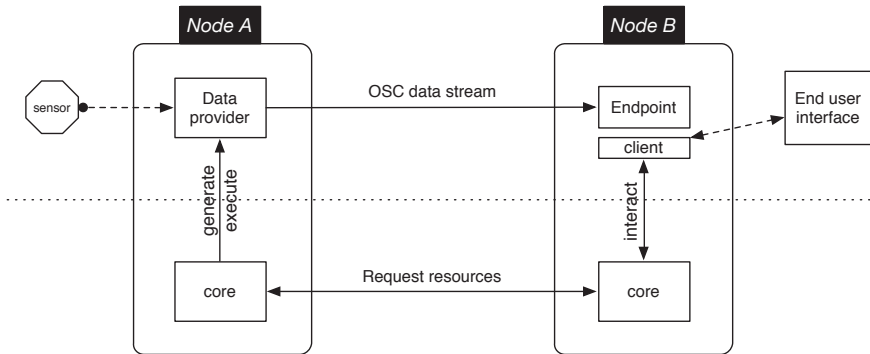 Node A
Node B
sensor
Data
provider
OSC data stream
Endpoint
client
End user
interface
generate
execute
interact
core
Request resources
core